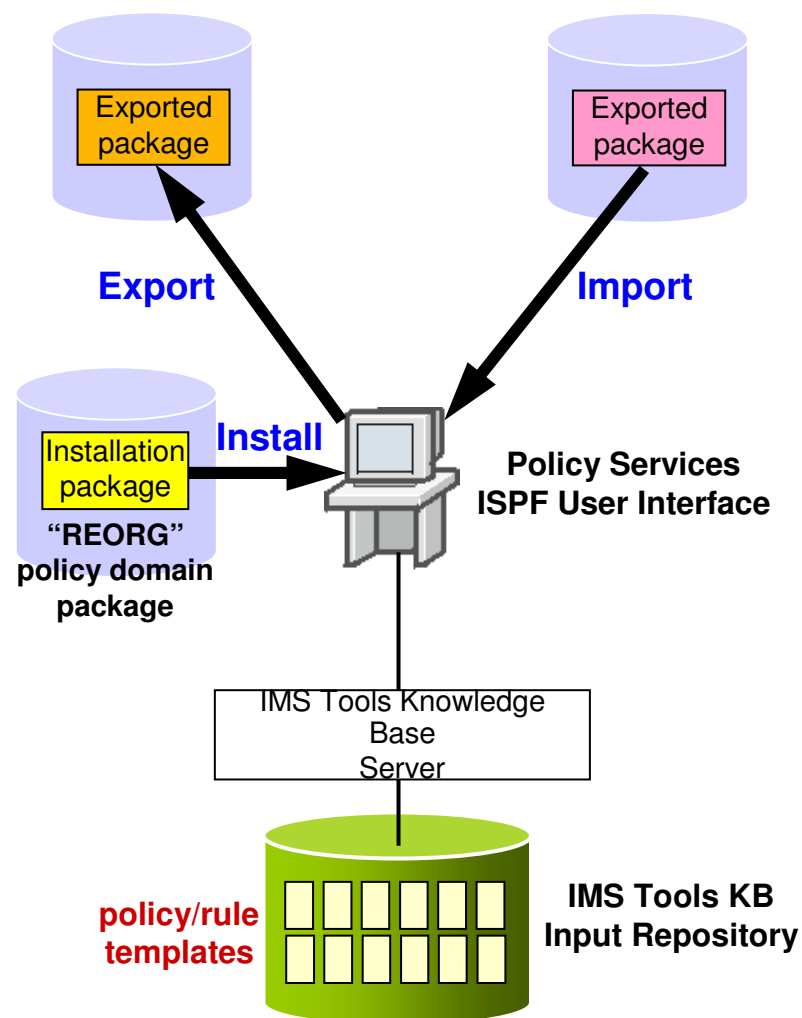 Exported
package
Exported
package
Export
Import
Install
Installation
package
“REORG”
policy domain
package
Policy Services
ISPF User Interface
IMS Tools Knowledge
Base
Server
policy/rule
templates
IMS Tools KB
Input Repository